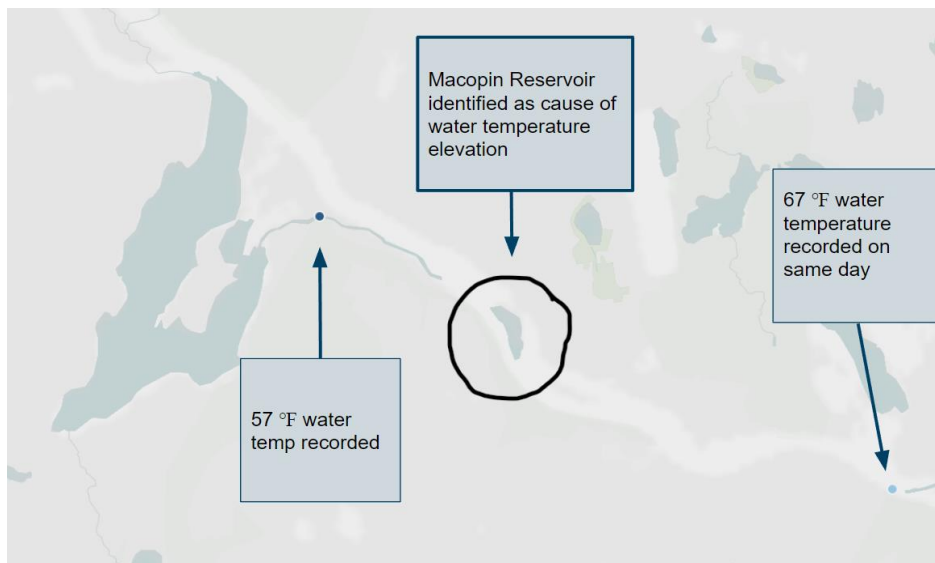 Macopin Reservoir
identified as cause of
water temperature
elevation
67 °F water
temperature
recorded on
same day
57 °F water
temp recorded